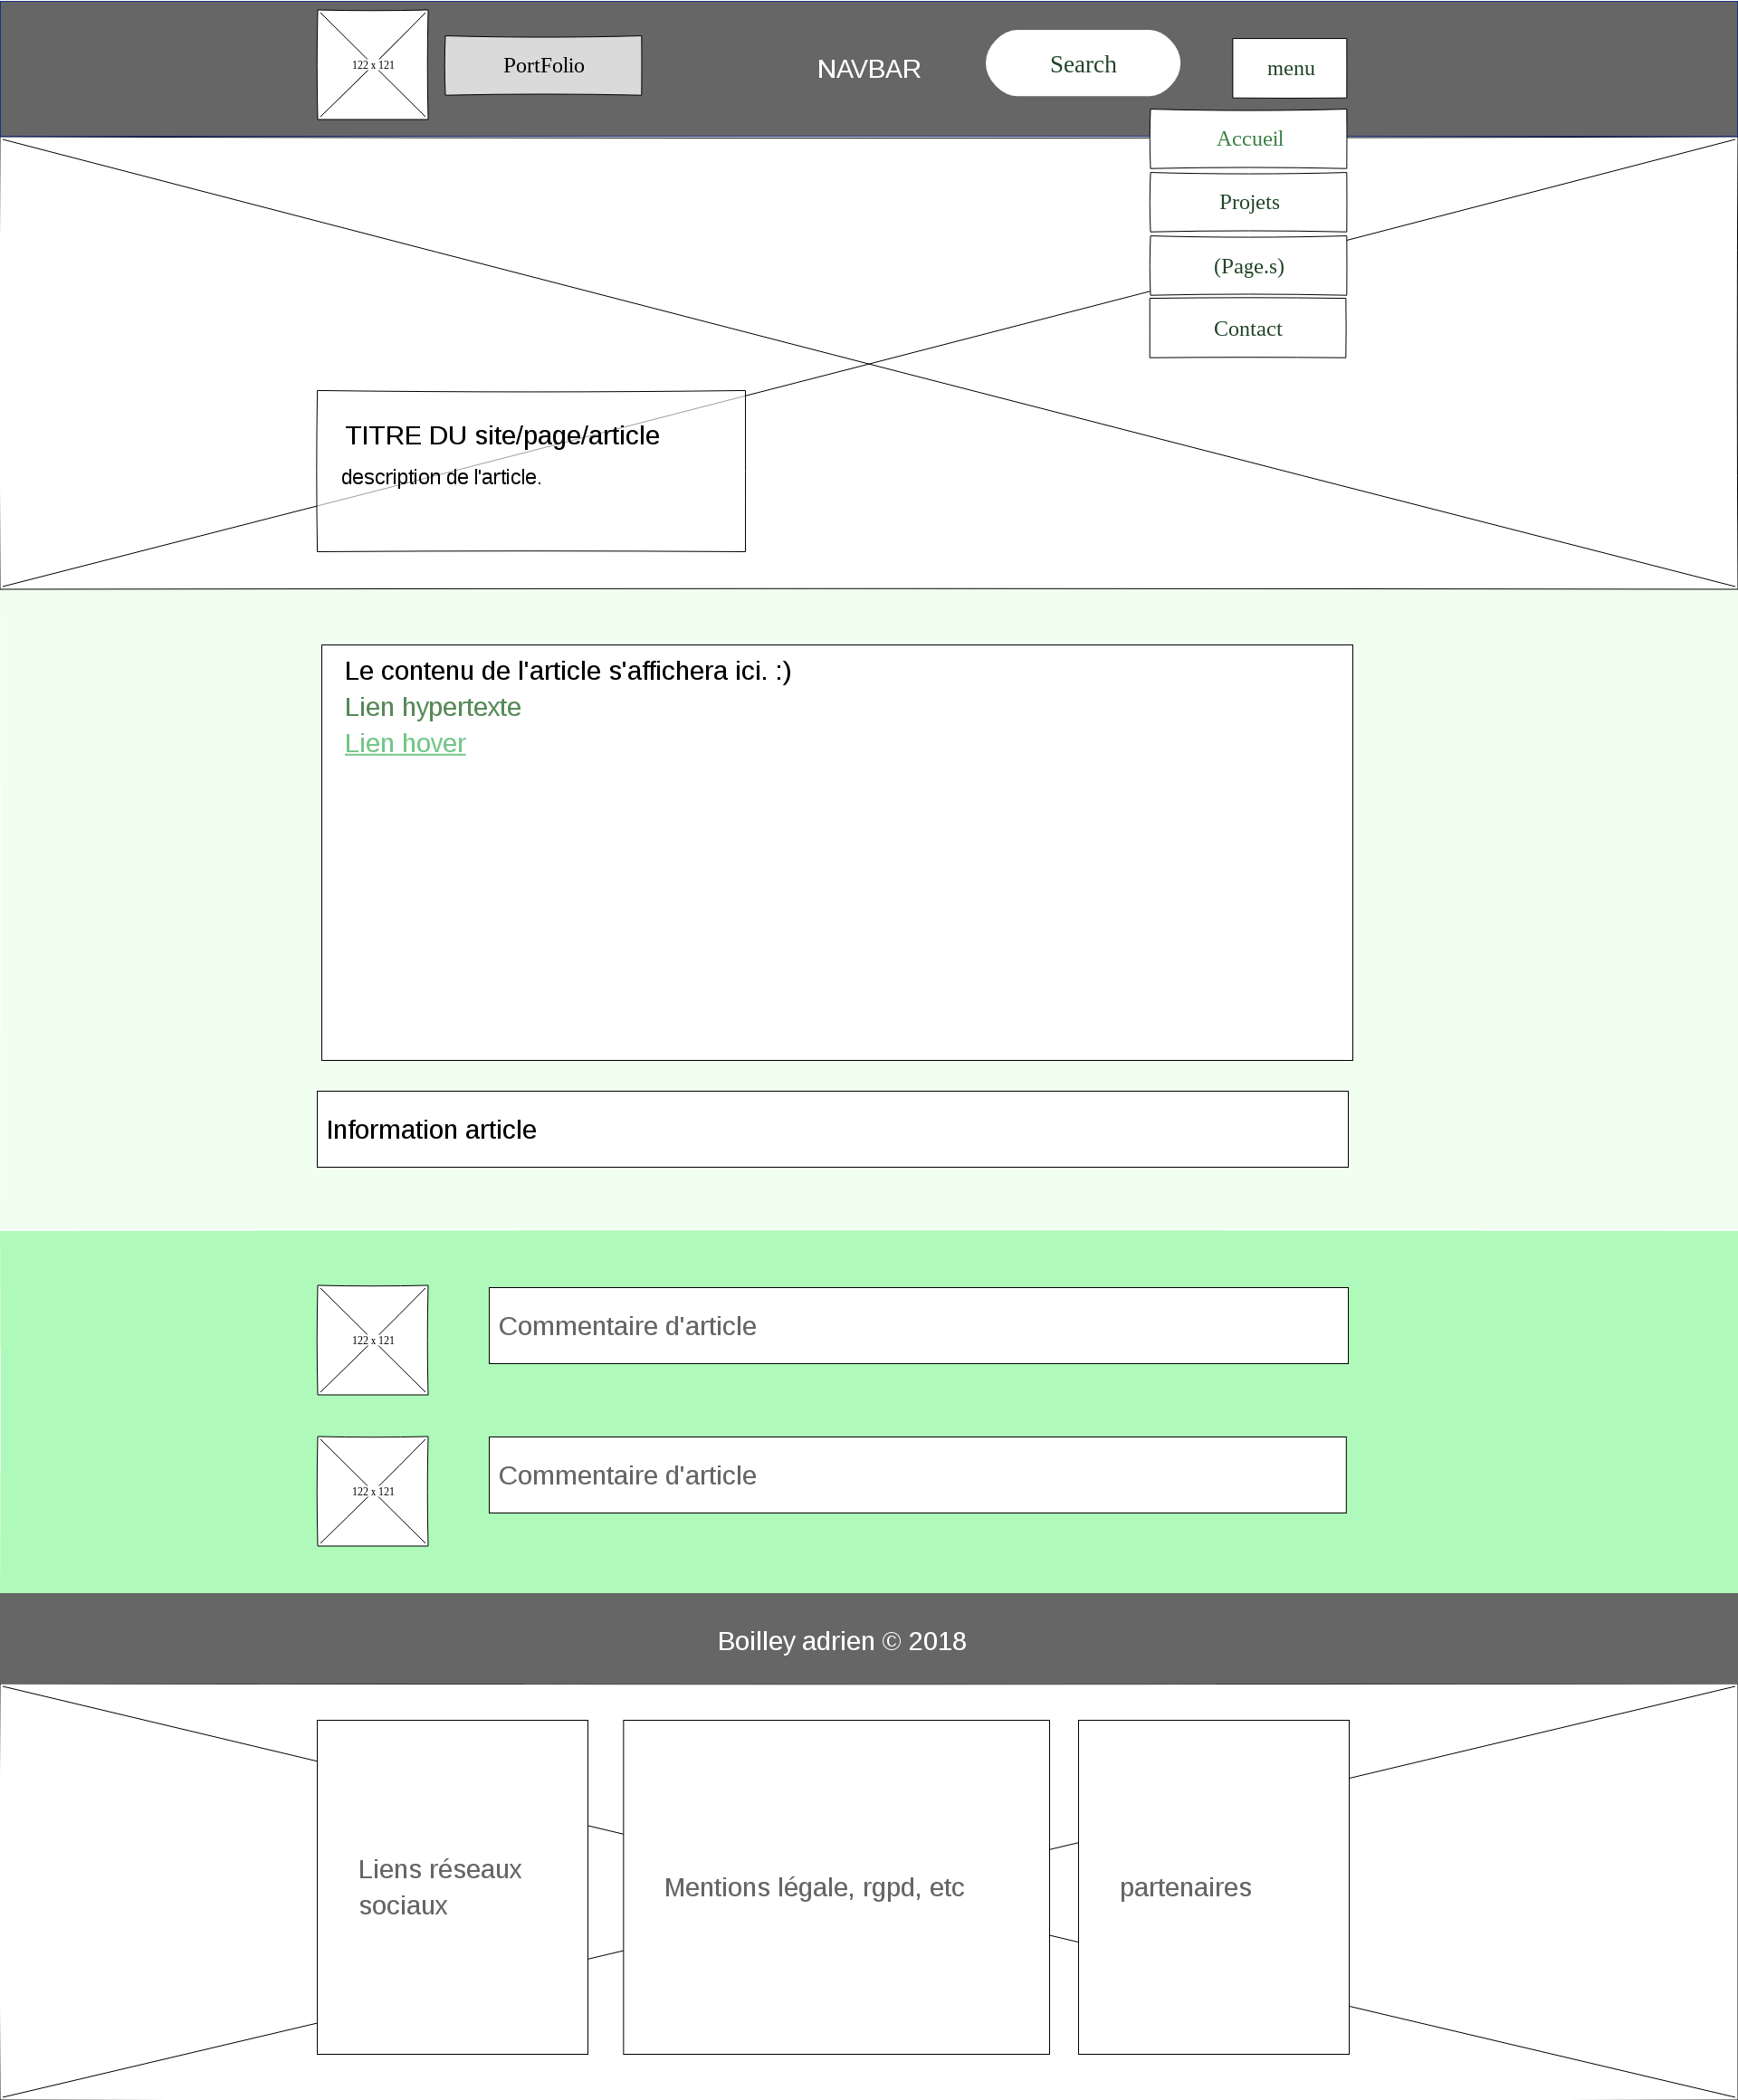 122 x 121
PortFolio
NAVBAR
Search
menu
Accueil
Projets
(Page.s)
Contact
TITRE DU site/page/article
description de l'article.
Le contenu de l'article s'affichera ici. :)
Lien hypertexte
Lien hover
Information article
122 x 121
Commentaire d'article
122 x 121
Commentaire d'article
Boilley adrien © 2018
Liens réseaux
sociaux
Mentions légale, rgpd, etc
partenaires